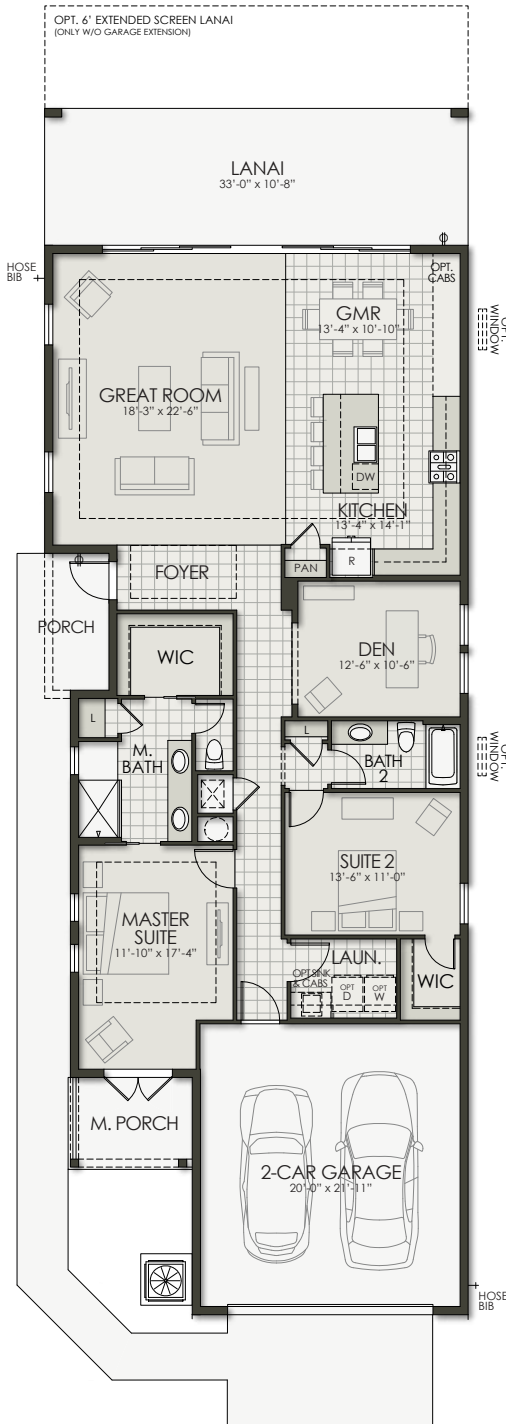 OPT. 6' EXTENDED SCREEN LANAI
(ONLY W/O GARAGE EXTENSION)
LANAI
33'-0" x 10'-8"
HOSE
BIB
OPT.
CABS
OPT.
WINDOW
GMR
13'-4" x 10'-10"
GREAT ROOM
18'-3" x 22'-6"
DW
KITCHEN
13'-4" x 14'-1"
PAN
R
FOYER
PORCH
WIC
DEN
12'-6" x 10'-6"
L
M.
BATH
L
BATH
2
OPT.
WINDOW
SUITE 2
13'-6" x 11'-0"
MASTER
SUITE
11'-10" x 17'-4"
LAUN.
OPT.SINK
& CABS
OPT
D
OPT
W
WIC
M. PORCH
2-CAR GARAGE
20'-0" x 21'-11"
HOSE
BIB